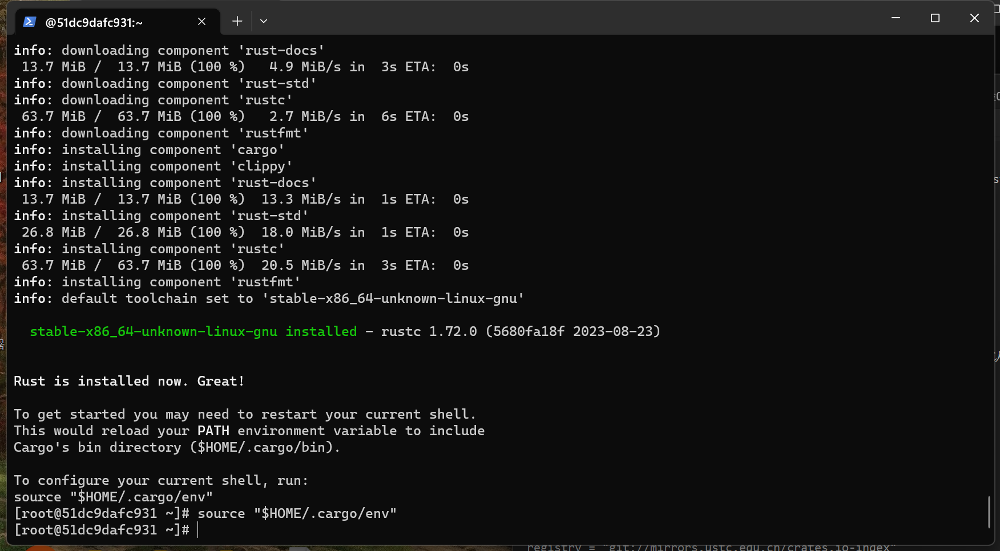 @51dc9dafc931:~
info: downloading component 'rust-docs'
 13.7 MiB /  13.7 MiB (100 %)   4.9 MiB/s in  3s ETA:  0s
info: downloading component 'rust-std'
info: downloading component 'rustc'
 63.7 MiB /  63.7 MiB (100 %)   2.7 MiB/s in  6s ETA:  0s
info: downloading component 'rustfmt'
info: installing component 'cargo'
info: installing component 'clippy'
info: installing component 'rust-docs'
 13.7 MiB /  13.7 MiB (100 %)  13.3 MiB/s in  1s ETA:  0s
info: installing component 'rust-std'
 26.8 MiB /  26.8 MiB (100 %)  18.0 MiB/s in  1s ETA:  0s
info: installing component 'rustc'
 63.7 MiB /  63.7 MiB (100 %)  20.5 MiB/s in  3s ETA:  0s
info: installing component 'rustfmt'
info: default toolchain set to 'stable-x86_64-unknown-linux-gnu'
  stable-x86_64-unknown-linux-gnu installed - rustc 1.72.0 (5680fa18f 2023-08-23)
Rust is installed now. Great!
To get started you may need to restart your current shell.
This would reload your PATH environment variable to include
Cargo's bin directory ($HOME/.cargo/bin).
To configure your current shell, run:
source "$HOME/.cargo/env"
[root@51dc9dafc931 ~]# source "$HOME/.cargo/env"
[root@51dc9dafc931 ~]#
registry = "git://mirrors.ustc.edu.cn/crates.io-index"